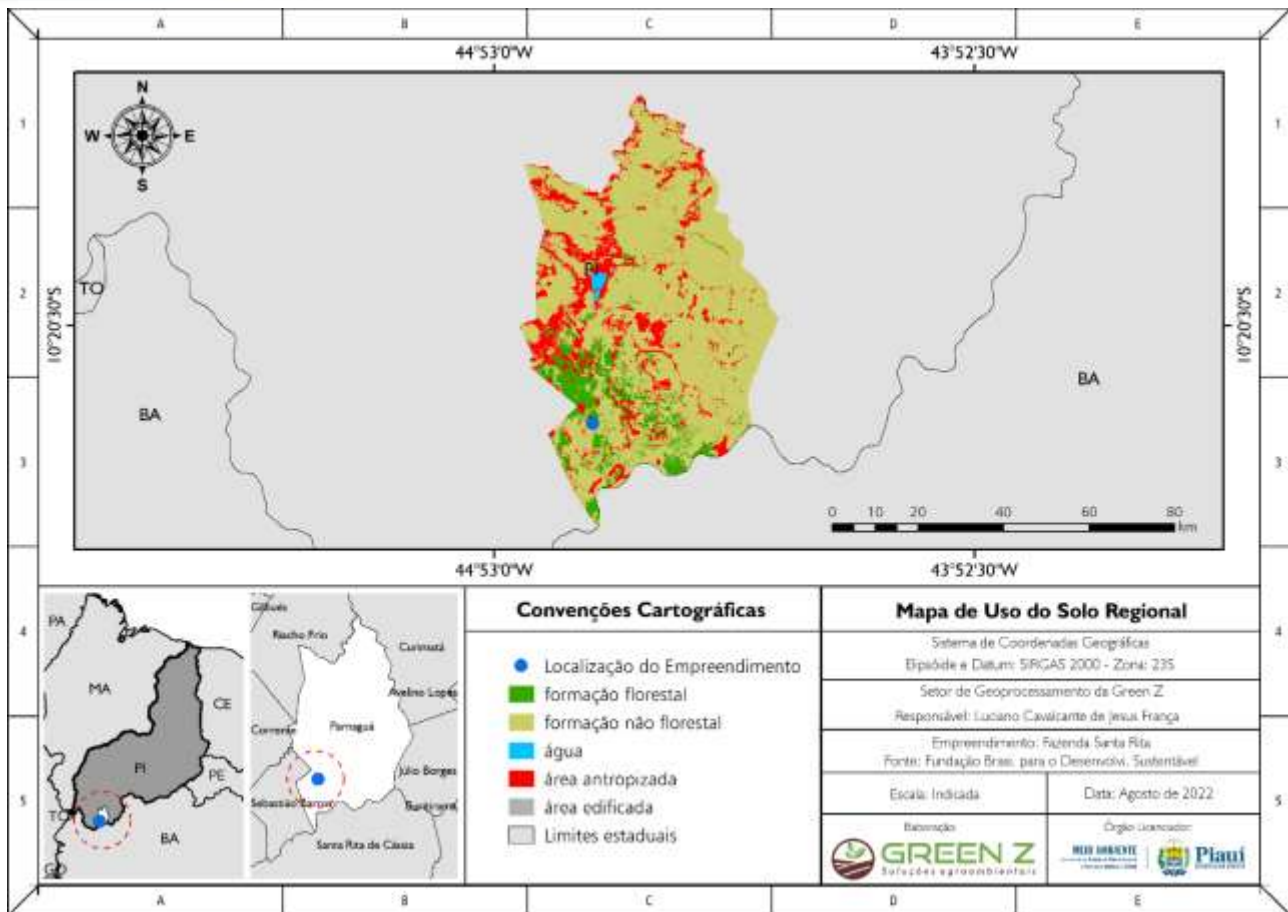 A B C D E
44°53'0"W 43°52'30"W
N
W E
S
1 1
2 2
3 3
4 4
5 5
10°20'30"S 10°20'30"S
TO
BA
PI
BA
0 10 20 40 60 80
km
44°53'0"W 43°52'30"W
PA
MA
CE
PI
PE
TO
BA
GO
Gilbués
Riacho Frio
Curimatá
Avelino Lopes
Corrente
Parnaguá
Júlio Borges
Sebastião Barros
Santa Rita de Cássia
Convenções Cartográficas
Localização do Empreendimento
formação florestal
formação não florestal
água
área antropizada
área edificada
Limites estaduais
Mapa de Uso do Solo Regional
Sistema de Coordenadas Geográficas
Elipsóide e Datum: SIRGAS 2000 - Zona: 23S
Setor de Geoprocessamento da Green Z
Responsável: Luciano Cavalcante de Jesus França
Empreendimento: Fazenda Santa Rita
Fonte: Fundação Bras. para o Desenvolvi. Sustentável
Escala: Indicada
Data: Agosto de 2022
Elaboração
GREEN Z
Soluções agroambientais
Órgão Licenciador:
MEIO AMBIENTE
Piauí
A B C D E